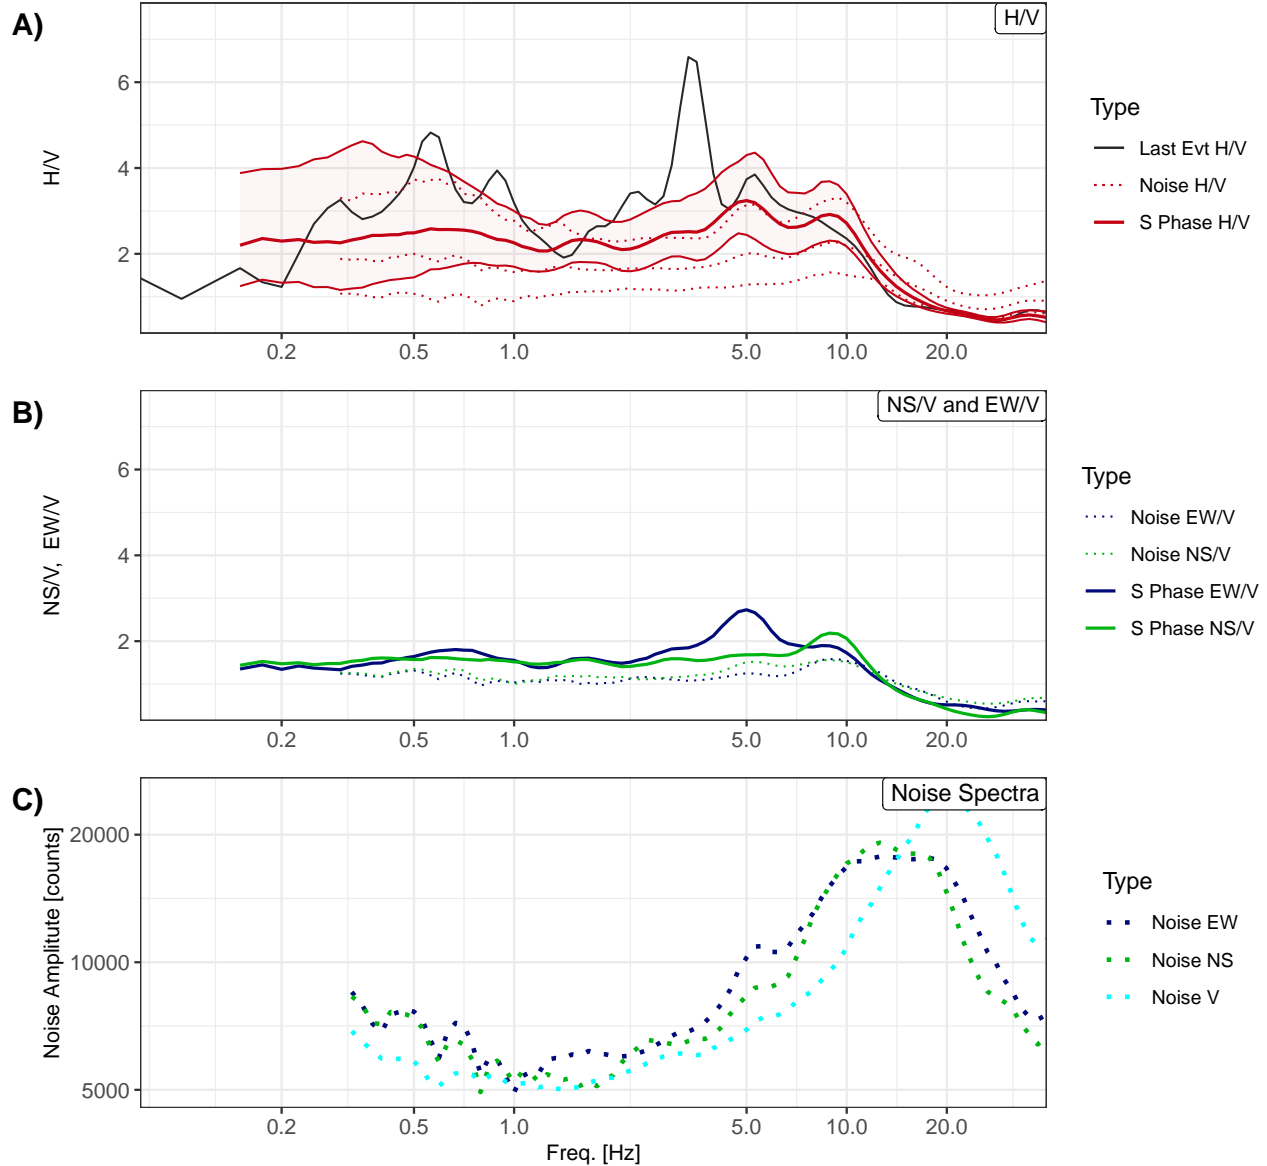 A)
H/V
6
4
2
H/V
0.2 0.5 1.0 5.0 10.0 20.0
Type
Last Evt H/V
Noise H/V
S Phase H/V
B)
NS/V and EW/V
6
4
2
NS/V, EW/V
0.2 0.5 1.0 5.0 10.0 20.0
Type
Noise EW/V
Noise NS/V
S Phase EW/V
S Phase NS/V
C)
Noise Spectra
20000
10000
5000
Noise Amplitute [counts]
0.2 0.5 1.0 5.0 10.0 20.0
Freq. [Hz]
Type
Noise EW
Noise NS
Noise V